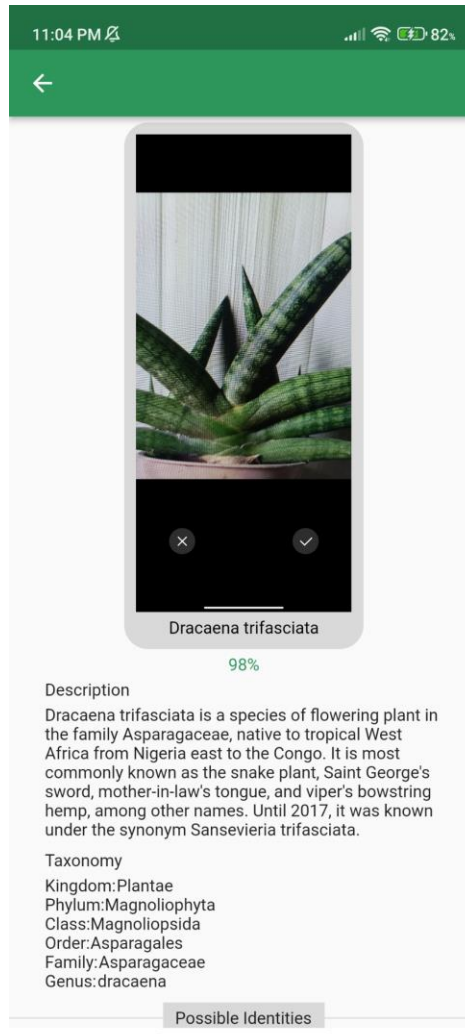 11:04 PM 82%
Dracaena trifasciata
98%
Description
Dracaena trifasciata is a species of flowering plant in
the family Asparagaceae, native to tropical West
Africa from Nigeria east to the Congo. It is most
commonly known as the snake plant, Saint George's
sword, mother-in-law's tongue, and viper's bowstring
hemp, among other names. Until 2017, it was known
under the synonym Sansevieria trifasciata.
Taxonomy
Kingdom:Plantae
Phylum:Magnoliophyta
Class:Magnoliopsida
Order:Asparagales
Family:Asparagaceae
Genus:dracaena
Possible Identities